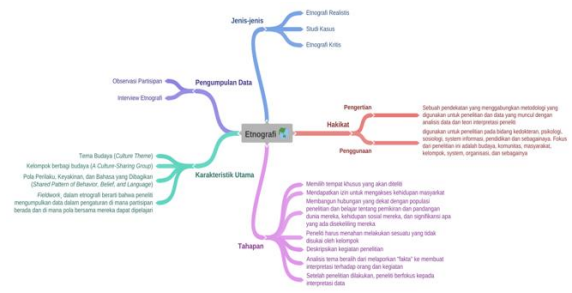 Jenis-jenis
Etnografi Realistis
Studi Kasus
Etnografi Kritis
Pengumpulan Data
Observasi Partisipan
Interview Etnografi
Etnografi
Hakikat
Pengertian
Sebuah pendekatan yang menggabungkan metodologi yang
digunakan untuk penelitian dan data yang muncul dengan
analisis data dan teori interpretasi peneliti
Penggunaan
digunakan untuk penelitian pada bidang kedokteran, psikologi,
sosiologi, system informasi, pendidikan dan sebagainya. Fokus
dari penelitian ini adalah budaya, komunitas, masyarakat,
kelompok, system, organisasi, dan sebagainya
Karakteristik Utama
Tema Budaya (Culture Theme)
Kelompok berbagi budaya (A Culture-Sharing Group)
Pola Perilaku, Keyakinan, dan Bahasa yang Dibagikan
(Shared Pattern of Behavior, Belief, and Language)
Fieldwork, dalam etnografi berarti bahwa peneliti
mengumpulkan data dalam pengaturan di mana partisipan
berada dan di mana pola bersama mereka dapat dipelajari
Tahapan
Memilih tempat khusus yang akan diteliti
Mendapatkan izin untuk mengakses kehidupan masyarkat
Membangun hubungan yang dekat dengan populasi
penelitian dan belajar tentang pemikiran dan pandangan
dunia mereka, kehidupan sosial mereka, dan signifikansi apa
yang ada disekeliling mereka
Peneliti harus menahan melakukan sesuatu yang tidak
disukai oleh kelompok
Deskripsikan kegiatan penelitian
Analisis tema beralih dari melaporkan "fakta" ke membuat
interpretasi terhadap orang dan kegiatan
Setelah penelitian dilakukan, peneliti berfokus kepada
interpretasi data